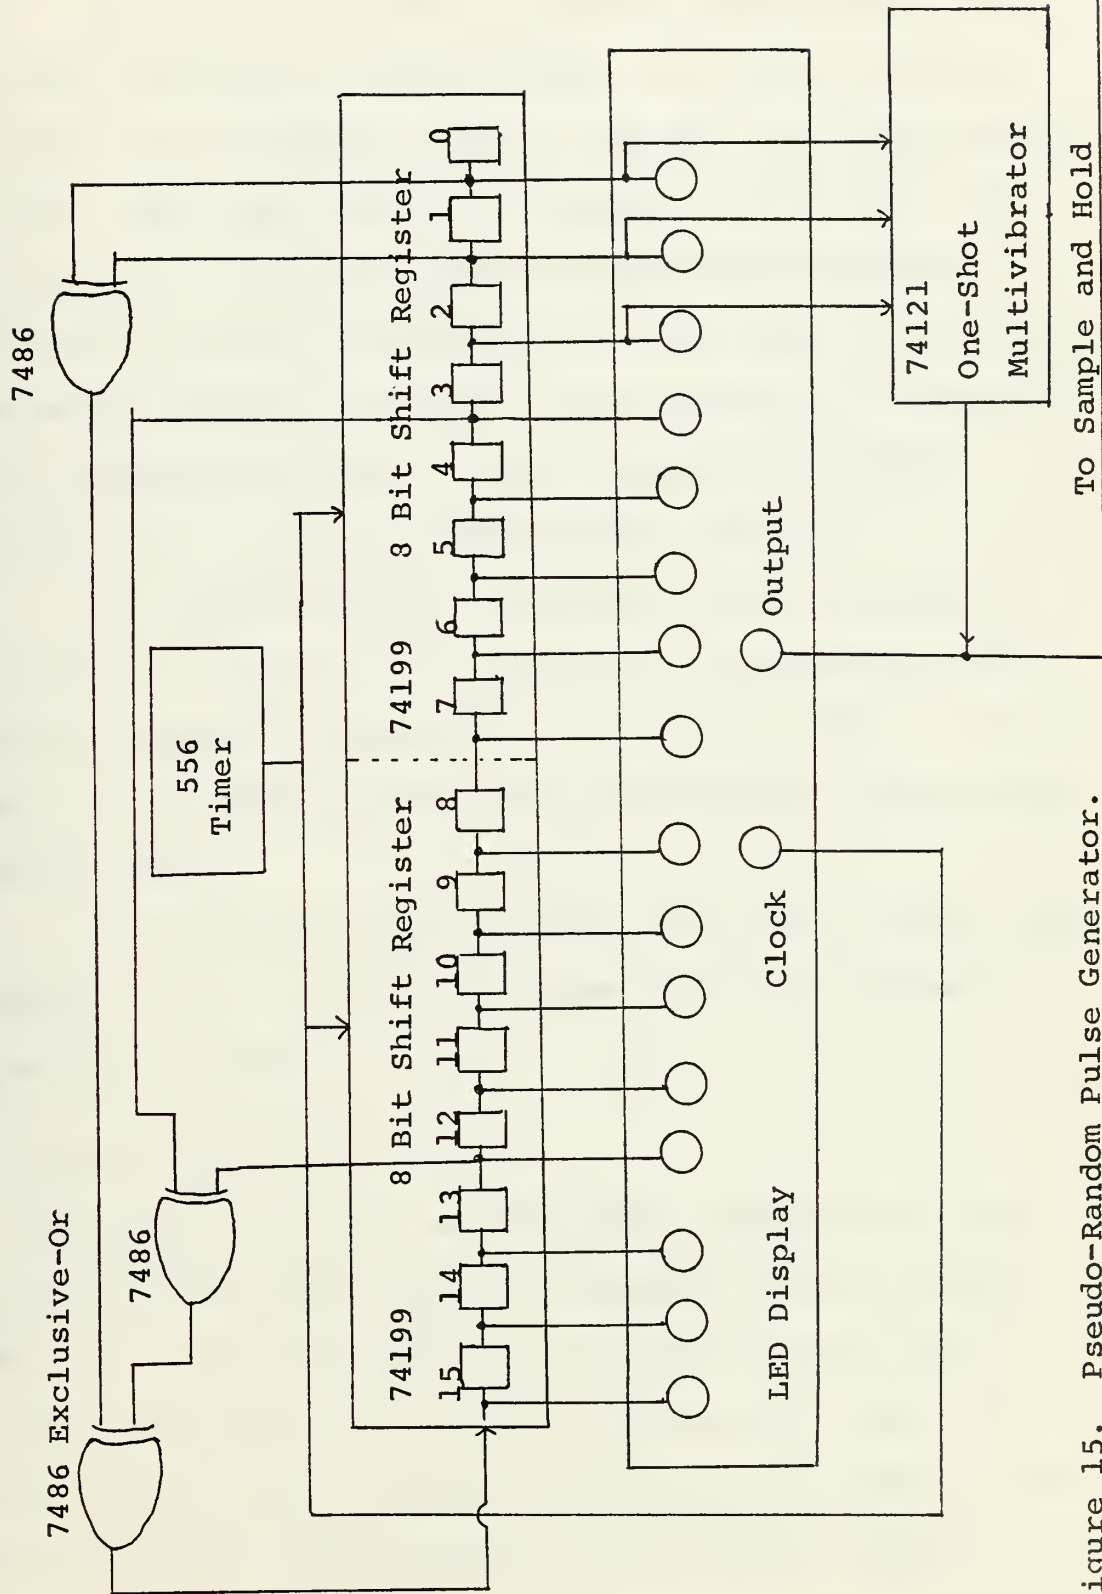 7486 Exclusive-Or
7486
7486
556
Timer
74199
8 Bit Shift Register
74199
8 Bit Shift Register
15
14
13
12
11
10
9
8
7
6
5
4
3
2
1
0
LED Display
Clock
Output
74121
One-Shot
Multivibrator
To Sample and Hold
igure 15. Pseudo-Random Pulse Generator.